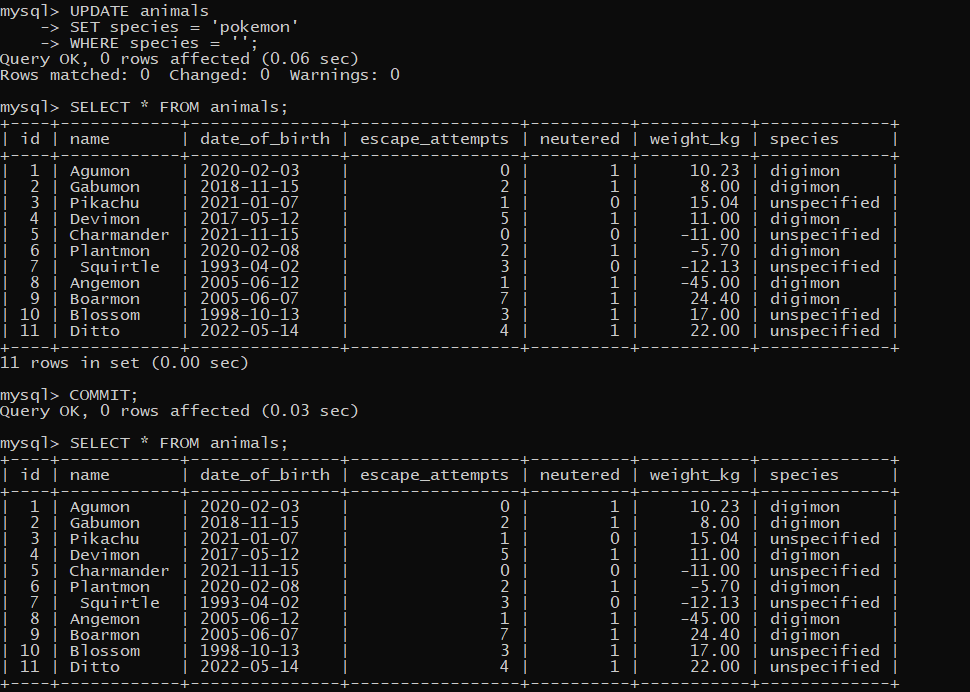 mysql> UPDATE animals
    -> SET species = 'pokemon'
    -> WHERE species = '';
Query OK, 0 rows affected (0.06 sec)
Rows matched: 0  Changed: 0  Warnings: 0

mysql> SELECT * FROM animals;
+----+------------+---------------+-----------------+----------+-----------+-------------+
| id | name       | date_of_birth | escape_attempts | neutered | weight_kg | species     |
+----+------------+---------------+-----------------+----------+-----------+-------------+
|  1 | Agumon     | 2020-02-03    |               0 |        1 |     10.23 | digimon     |
|  2 | Gabumon    | 2018-11-15    |               2 |        1 |      8.00 | digimon     |
|  3 | Pikachu    | 2021-01-07    |               1 |        0 |     15.04 | unspecified |
|  4 | Devimon    | 2017-05-12    |               5 |        1 |     11.00 | digimon     |
|  5 | Charmander | 2021-11-15    |               0 |        0 |    -11.00 | unspecified |
|  6 | Plantmon   | 2020-02-08    |               2 |        1 |     -5.70 | digimon     |
|  7 |  Squirtle  | 1993-04-02    |               3 |        0 |    -12.13 | unspecified |
|  8 | Angemon    | 2005-06-12    |               1 |        1 |    -45.00 | digimon     |
|  9 | Boarmon    | 2005-06-07    |               7 |        1 |     24.40 | digimon     |
| 10 | Blossom    | 1998-10-13    |               3 |        1 |     17.00 | unspecified |
| 11 | Ditto      | 2022-05-14    |               4 |        1 |     22.00 | unspecified |
+----+------------+---------------+-----------------+----------+-----------+-------------+
11 rows in set (0.00 sec)

mysql> COMMIT;
Query OK, 0 rows affected (0.03 sec)

mysql> SELECT * FROM animals;
+----+------------+---------------+-----------------+----------+-----------+-------------+
| id | name       | date_of_birth | escape_attempts | neutered | weight_kg | species     |
+----+------------+---------------+-----------------+----------+-----------+-------------+
|  1 | Agumon     | 2020-02-03    |               0 |        1 |     10.23 | digimon     |
|  2 | Gabumon    | 2018-11-15    |               2 |        1 |      8.00 | digimon     |
|  3 | Pikachu    | 2021-01-07    |               1 |        0 |     15.04 | unspecified |
|  4 | Devimon    | 2017-05-12    |               5 |        1 |     11.00 | digimon     |
|  5 | Charmander | 2021-11-15    |               0 |        0 |    -11.00 | unspecified |
|  6 | Plantmon   | 2020-02-08    |               2 |        1 |     -5.70 | digimon     |
|  7 |  Squirtle  | 1993-04-02    |               3 |        0 |    -12.13 | unspecified |
|  8 | Angemon    | 2005-06-12    |               1 |        1 |    -45.00 | digimon     |
|  9 | Boarmon    | 2005-06-07    |               7 |        1 |     24.40 | digimon     |
| 10 | Blossom    | 1998-10-13    |               3 |        1 |     17.00 | unspecified |
| 11 | Ditto      | 2022-05-14    |               4 |        1 |     22.00 | unspecified |
+----+------------+---------------+-----------------+----------+-----------+-------------+